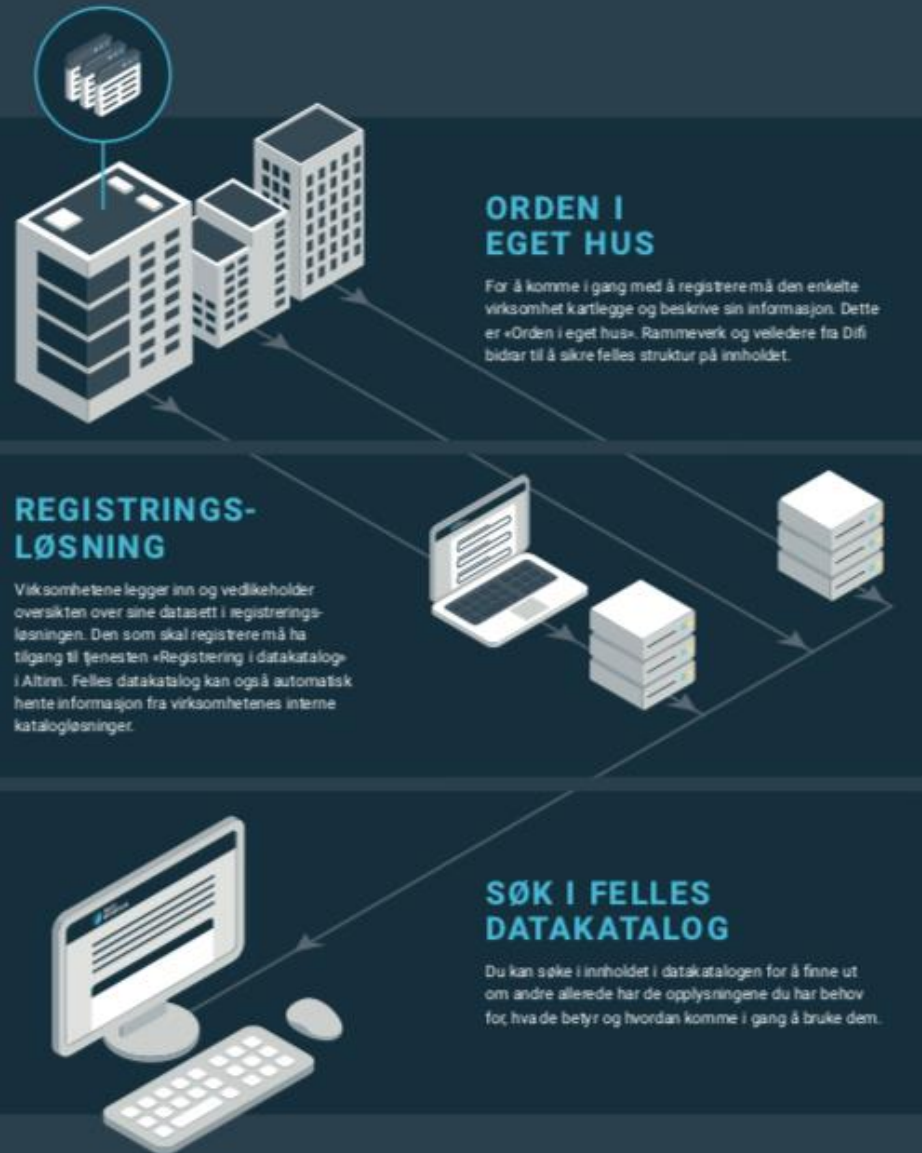 ORDEN I
EGET HUS
For å komme i gang med å registrere må den enkelte
virksomhet kartlegge og beskrive sin informasjon. Dette
er «Orden i eget hus». Rammeverk og veiledere fra Difi
bidrar til å sikre felles struktur på innholdet.
REGISTRINGS-
LØSNING
Virksomhetene legger inn og vedlikeholder
oversikten over sine datasett i registrerings-
løsningen. Den som skal registrere må ha
tilgang til tjenesten «Registrering i datakatalog»
i Altinn. Felles datakatalog kan også automatisk
hente informasjon fra virksomhetenes interne
katalogløsninger.
SØK I FELLES
DATAKATALOG
Du kan søke i innholdet i datakatalogen for å finne ut
om andre allerede har de opplysningene du har behov
for, hva de betyr og hvordan komme i gang å bruke dem.